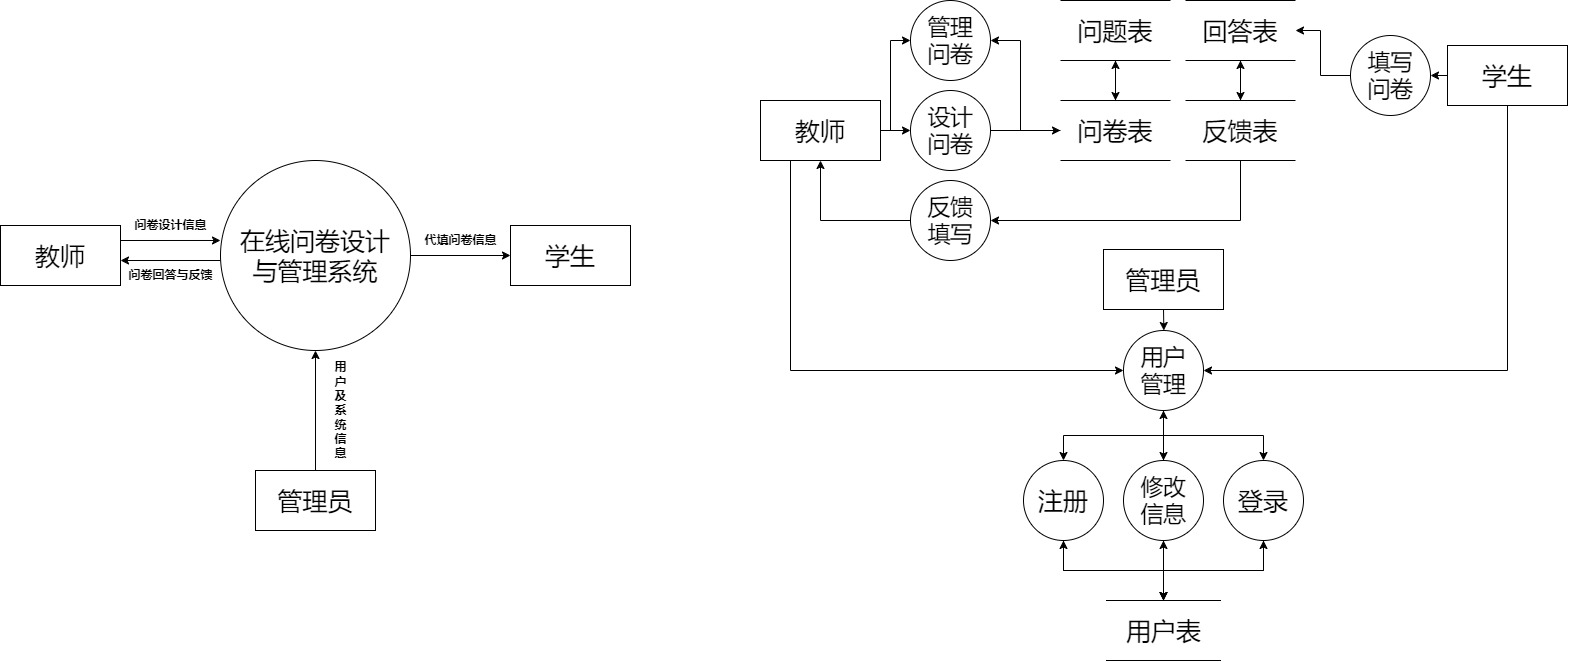 问卷设计信息
教师
问卷回答与反馈
在线问卷设计
与管理系统
代填问卷信息
学生
用
户
及
系
统
信
息
管理员
管理
问卷
问题表
回答表
填写
问卷
学生
教师
设计
问卷
问卷表
反馈表
反馈
填写
管理员
用户
管理
注册
修改
信息
登录
用户表